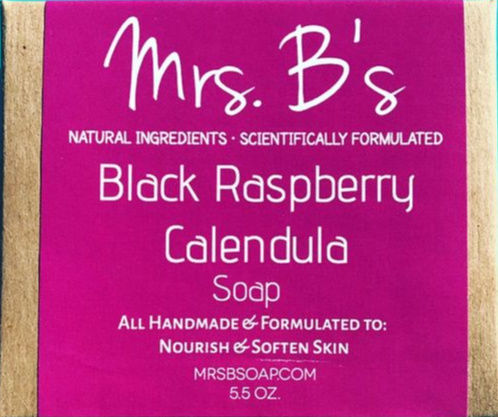 Mrs. B's
NATURAL INGREDIENTS · SCIENTIFICALLY FORMULATED
Black Raspberry
Calendula
Soap
ALL HANDMADE & FORMULATED TO:
NOURISH & SOFTEN SKIN
MRSBSOAP.COM
5.5 OZ.